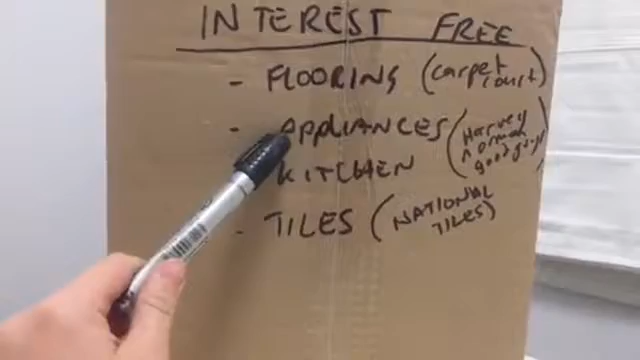 INTEREST FREE
- FLOORING (carpet court)
- APPLIANCES (Harvey norman good guys)
KITCHEN
- TILES (NATIONAL TILES)